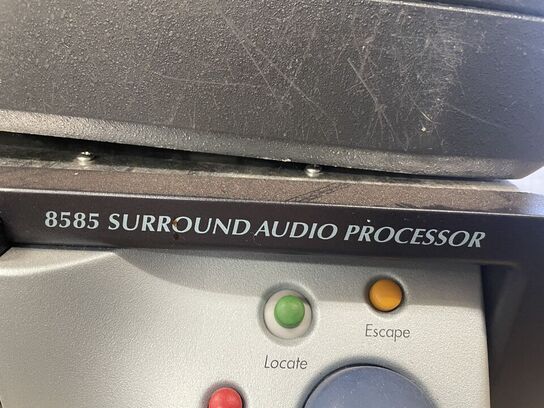 8585 SURROUND AUDIO PROCESSOR
Escape
Locate